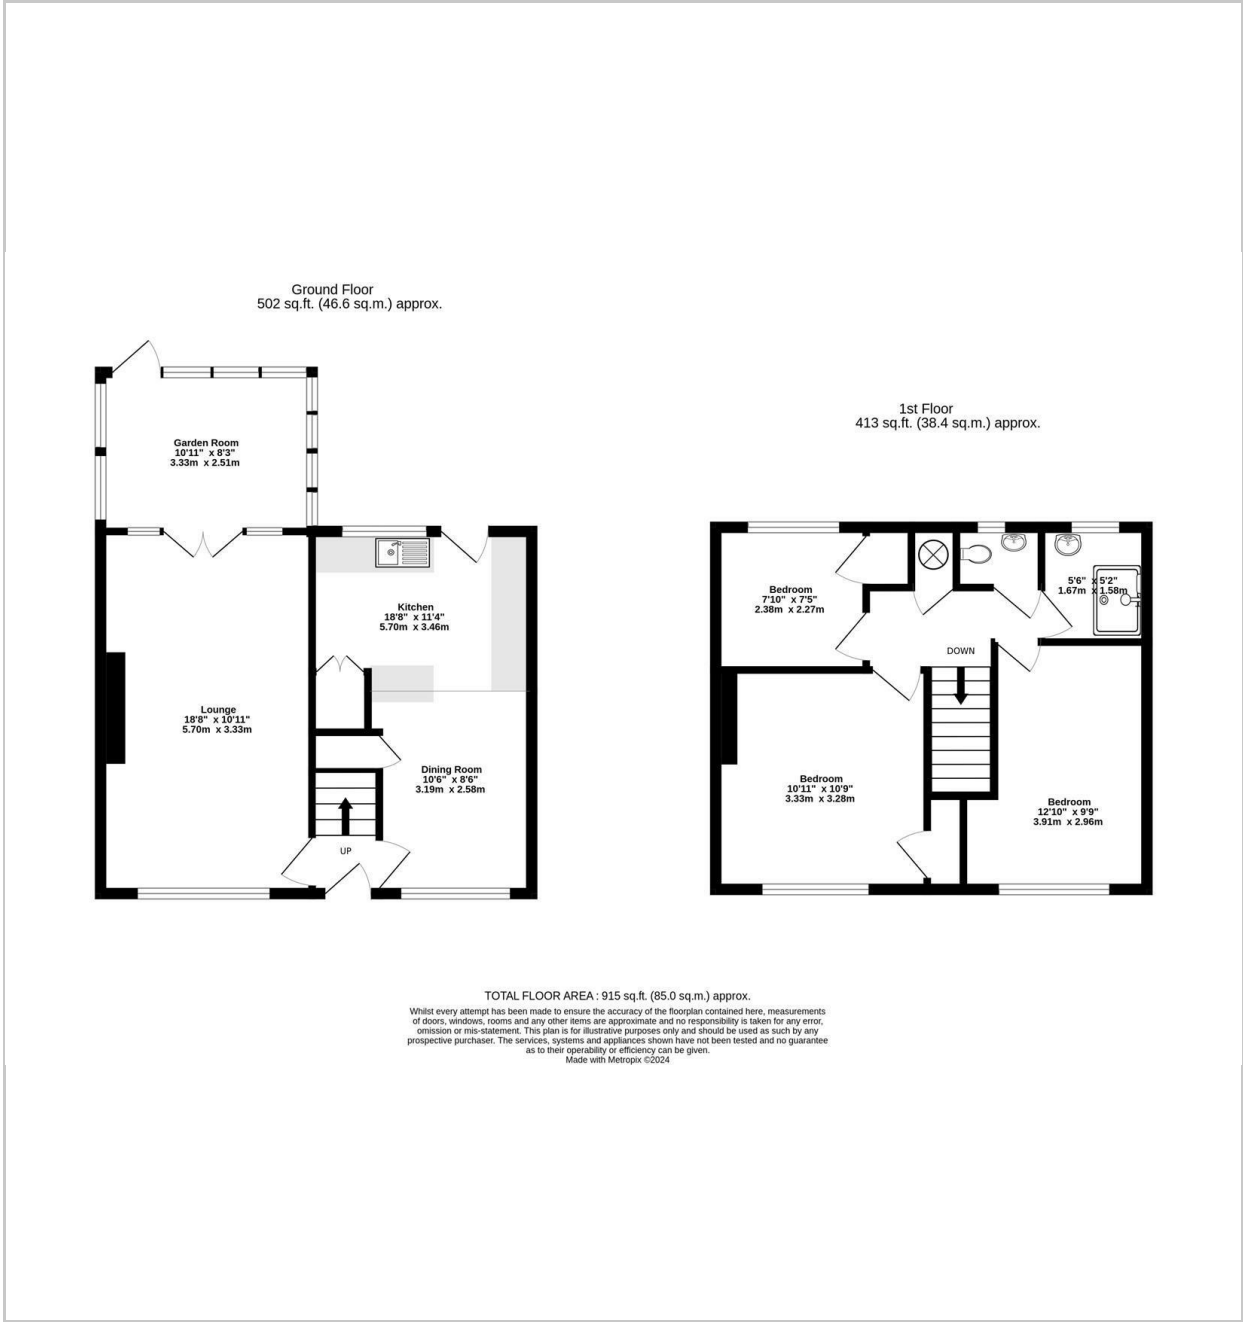 Ground Floor
502 sq.ft. (46.6 sq.m.) approx.
Garden Room
10'11" x 8'3"
3.33m x 2.51m
Kitchen
18'8" x 11'4"
5.70m x 3.46m
Lounge
18'8" x 10'11"
5.70m x 3.33m
Dining Room
10'6" x 8'6"
3.19m x 2.58m
UP
1st Floor
413 sq.ft. (38.4 sq.m.) approx.
Bedroom
7'10" x 7'5"
2.38m x 2.27m
5'6" x 5'2"
1.67m x 1.58m
DOWN
Bedroom
10'11" x 10'9"
3.33m x 3.28m
Bedroom
12'10" x 9'9"
3.91m x 2.96m
TOTAL FLOOR AREA : 915 sq.ft. (85.0 sq.m.) approx.
Whilst every attempt has been made to ensure the accuracy of the floorplan contained here, measurements
of doors, windows, rooms and any other items are approximate and no responsibility is taken for any error,
omission or mis-statement. This plan is for illustrative purposes only and should be used as such by any
prospective purchaser. The services, systems and appliances shown have not been tested and no guarantee
as to their operability or efficiency can be given.
Made with Metropix ©2024